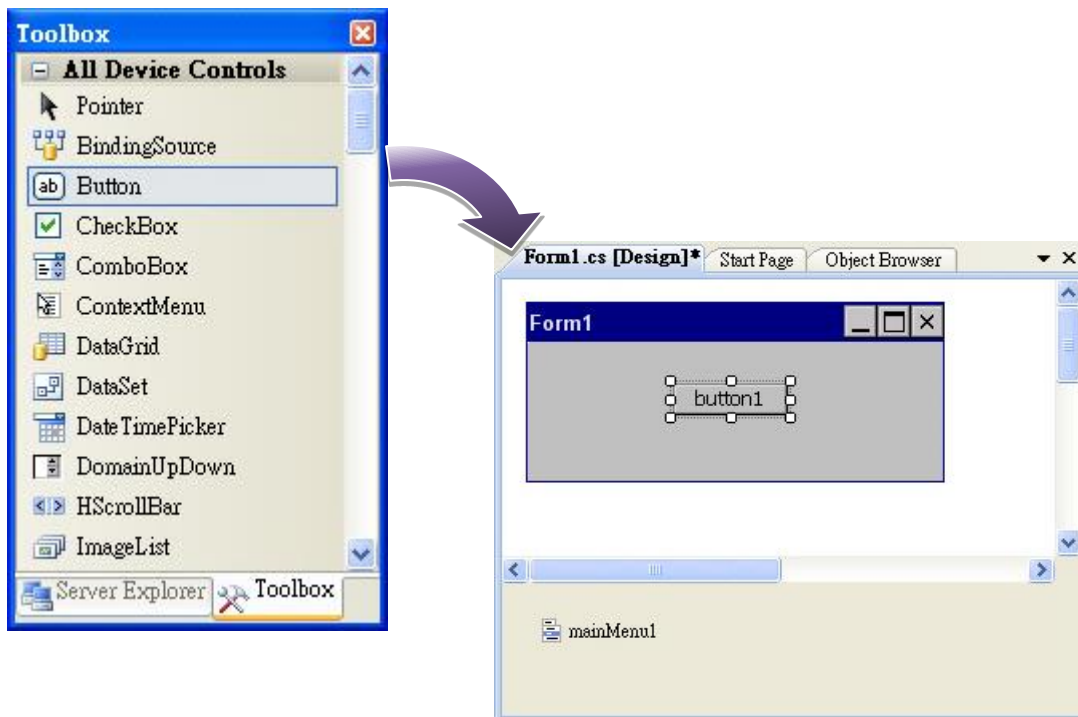 Toolbox
All Device Controls
Pointer
BindingSource
ab Button
CheckBox
ComboBox
ContextMenu
DataGrid
DataSet
DateTimePicker
DomainUpDown
HScrollBar
ImageList
Server Explorer Toolbox
Form1.cs [Design]* Start Page Object Browser
Form1
button1
mainMenu1